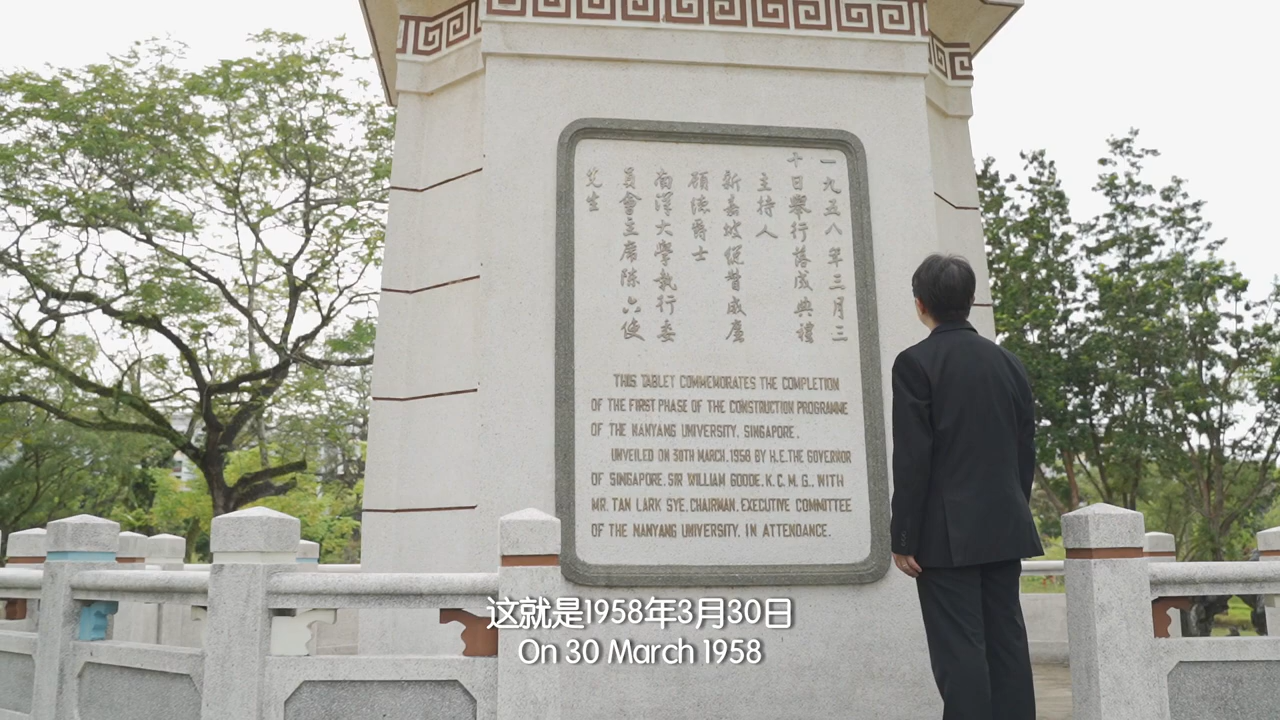 一九五八年三月三
十日舉行落成典禮
主持人
新嘉坡總督威廉
顧德爵士
南洋大學執行委
員會主席陳六使
先生
THIS TABLET COMMEMORATES THE COMPLETION
OF THE FIRST PHASE OF THE CONSTRUCTION PROGRAMME
OF THE NANYANG UNIVERSITY, SINGAPORE.
UNVEILED ON 30TH MARCH, 1958 BY H.E. THE GOVERNOR
OF SINGAPORE, SIR WILLIAM GOODE, K.C.M.G., WITH
MR. TAN LARK SYE, CHAIRMAN, EXECUTIVE COMMITTEE
OF THE NANYANG UNIVERSITY, IN ATTENDANCE.
这就是1958年3月30日
On 30 March 1958